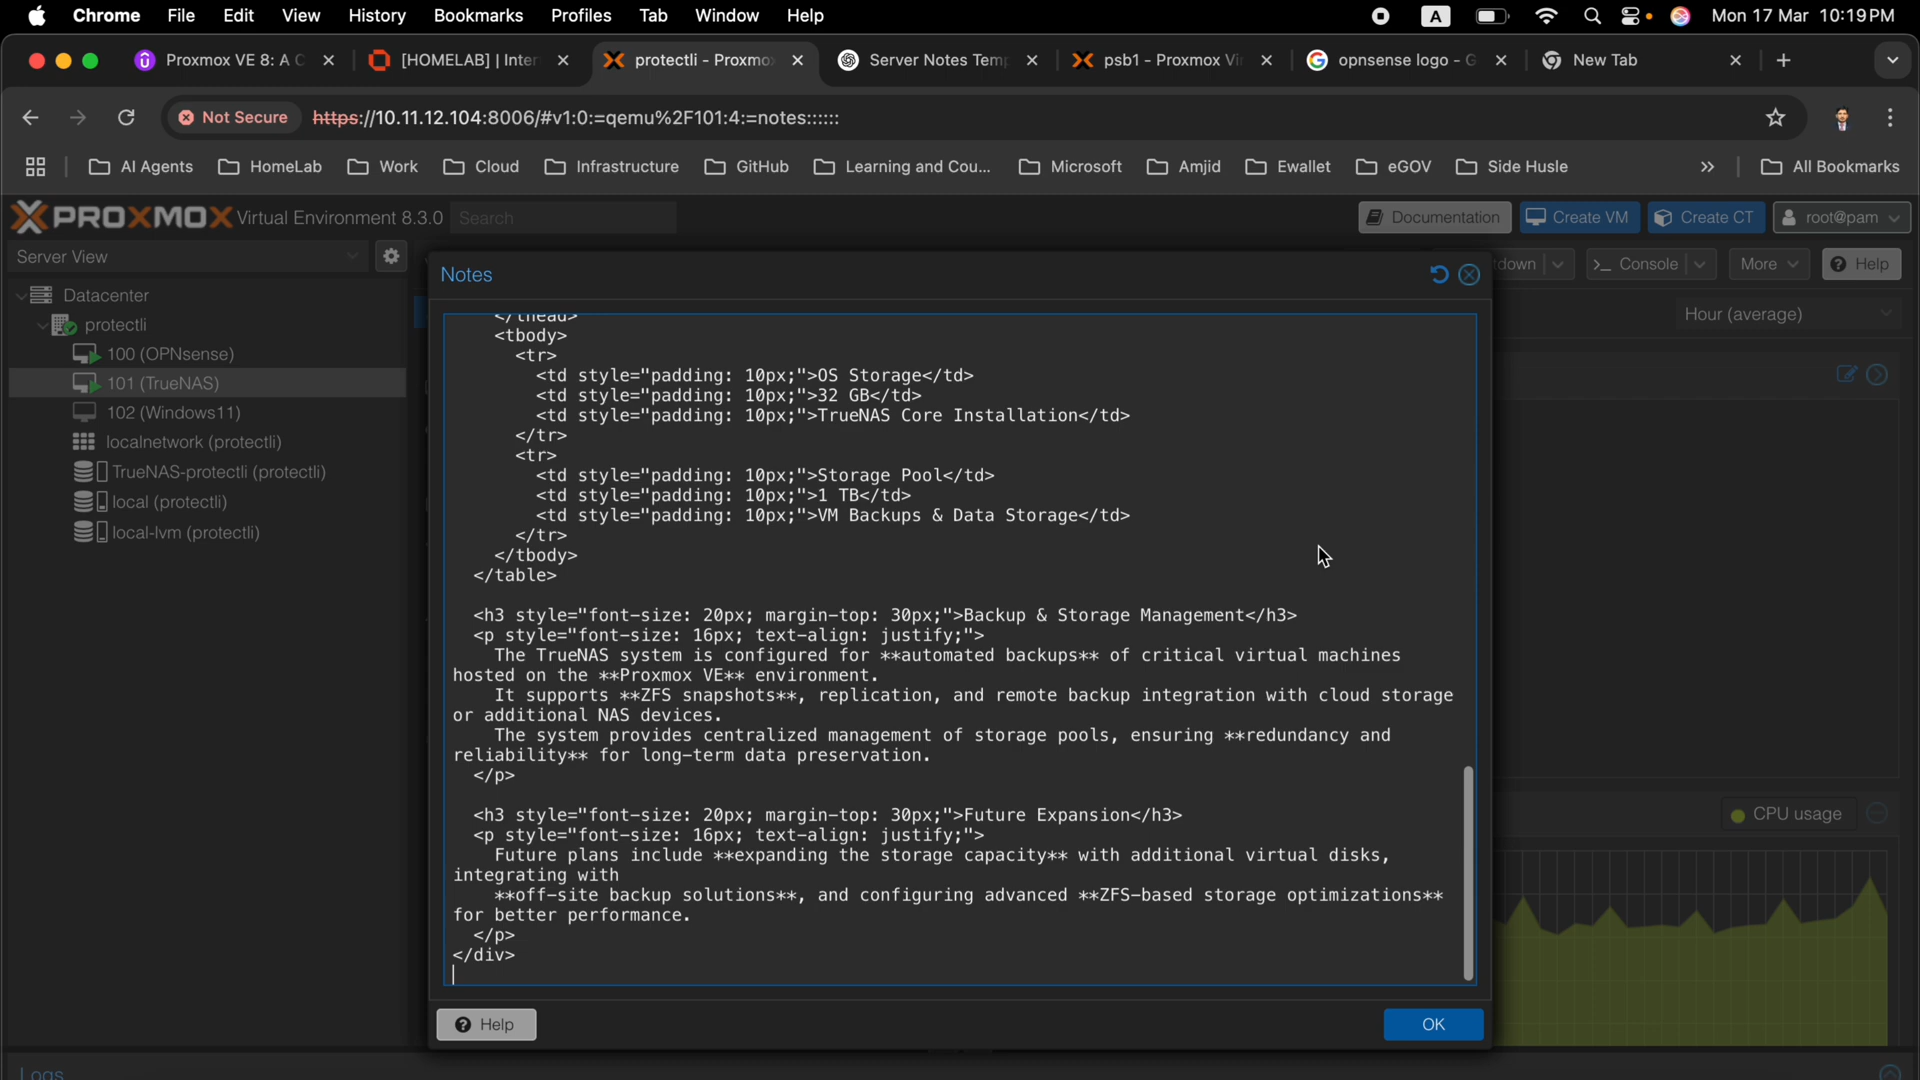 Chrome File Edit View History Bookmarks Profiles Tab Window Help A Mon 17 Mar 10:19 PM
Proxmox VE 8: A C [HOMELAB] | Inter protectli - Proxmo Server Notes Temp psb1 - Proxmox Vir opnsense logo - G New Tab
Not Secure https://10.11.12.104:8006/#v1:0:=qemu%2F101:4:=notes::::::
AI Agents HomeLab Work Cloud Infrastructure GitHub Learning and Cou... Microsoft Amjid Ewallet eGOV Side Husle » All Bookmarks
PROXMOX Virtual Environment 8.3.0 Search Documentation Create VM Create CT root@pam
Server View
Notes
tdown Console More Help
Datacenter
protectli
Hour (average)
100 (OPNsense)
101 (TrueNAS)
102 (Windows11)
localnetwork (protectli)
TrueNAS-protectli (protectli)
local (protectli)
local-lvm (protectli)
</thead>
<tbody>
<tr>
<td style="padding: 10px;">OS Storage</td>
<td style="padding: 10px;">32 GB</td>
<td style="padding: 10px;">TrueNAS Core Installation</td>
</tr>
<tr>
<td style="padding: 10px;">Storage Pool</td>
<td style="padding: 10px;">1 TB</td>
<td style="padding: 10px;">VM Backups & Data Storage</td>
</tr>
</tbody>
</table>
<h3 style="font-size: 20px; margin-top: 30px;">Backup & Storage Management</h3>
<p style="font-size: 16px; text-align: justify;">
The TrueNAS system is configured for **automated backups** of critical virtual machines
hosted on the **Proxmox VE** environment.
It supports **ZFS snapshots**, replication, and remote backup integration with cloud storage
or additional NAS devices.
The system provides centralized management of storage pools, ensuring **redundancy and
reliability** for long-term data preservation.
</p>
<h3 style="font-size: 20px; margin-top: 30px;">Future Expansion</h3>
<p style="font-size: 16px; text-align: justify;">
Future plans include **expanding the storage capacity** with additional virtual disks,
integrating with
**off-site backup solutions**, and configuring advanced **ZFS-based storage optimizations**
for better performance.
</p>
</div>
CPU usage
Help OK
Logs